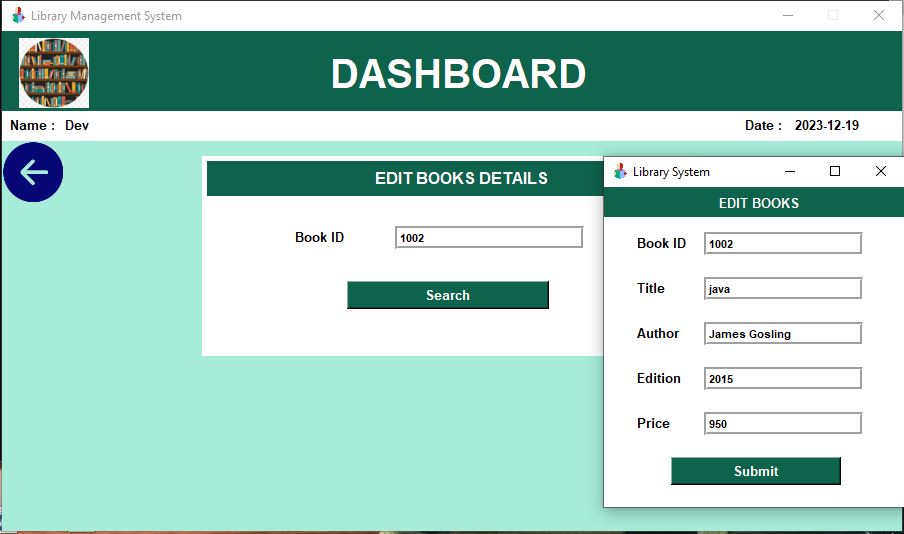 Library Management System
DASHBOARD
Name : Dev
Date : 2023-12-19
EDIT BOOKS DETAILS
Book ID 1002
Search
Library System
EDIT BOOKS
Book ID 1002
Title java
Author James Gosling
Edition 2015
Price 950
Submit